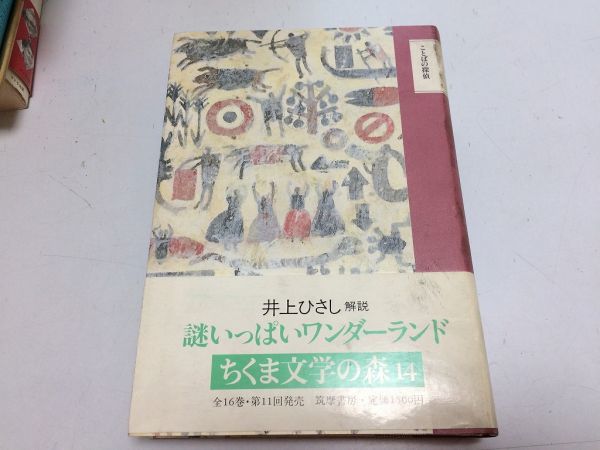 ことばの探偵
井上ひさし 解説
謎いっぱいワンダーランド
ちくま文学の森 14
全16巻・第11回発売 筑摩書房・定価1300円